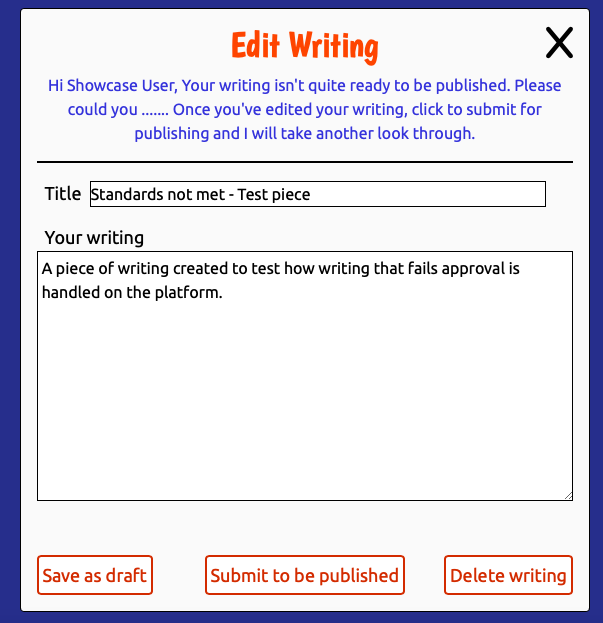 Edit Writing
Hi Showcase User, Your writing isn't quite ready to be published. Please
could you ....... Once you've edited your writing, click to submit for
publishing and I will take another look through.
Title Standards not met - Test piece
Your writing
A piece of writing created to test how writing that fails approval is
handled on the platform.
Save as draft Submit to be published Delete writing